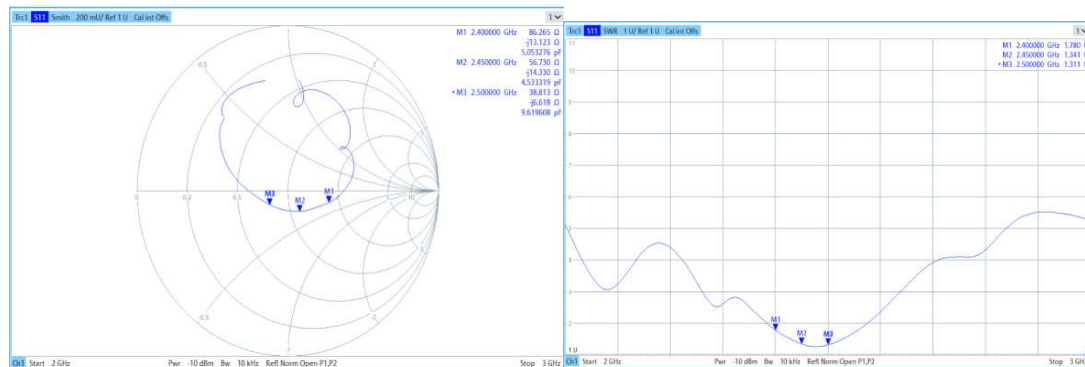 Trc1 S11 Smith 200 mU/ Ref 1 U Cal int Offs
1
M1 2.400000 GHz 86.265 Ω
-j13.123 Ω
5.053276 pF
M2 2.450000 GHz 56.730 Ω
-j14.330 Ω
4.533319 pF
•M3 2.500000 GHz 38.813 Ω
-j6.618 Ω
9.619608 pF
1
0.5
2
0
0.2
0.5
1
2
10
M3
M2
M1
-0.5
-1
Ch1 Start 2 GHz Pwr -10 dBm Bw 10 kHz Refl Norm Open P1,P2 Stop 3 GHz
Trc1 S11 SWR 1 U/ Ref 1 U Cal int Offs
1
M1 2.400000 GHz 1.780
M2 2.450000 GHz 1.341
•M3 2.500000 GHz 1.311
11
10
9
8
7
6
5
4
3
2
1 U
M1
M2
M3
Ch1 Start 2 GHz Pwr -10 dBm Bw 10 kHz Refl Norm Open P1,P2